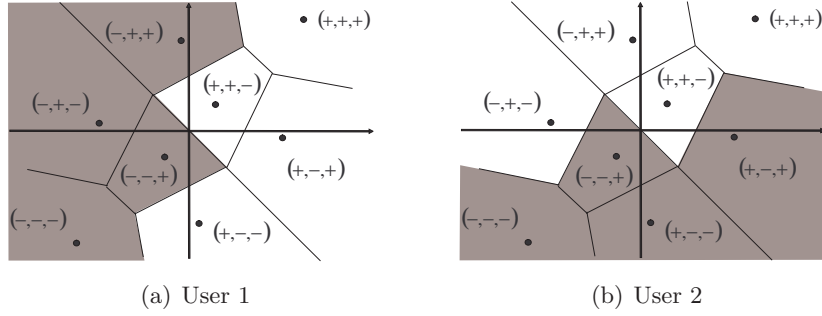 (−,+,+) (+,+,+) (−,+,+) (+,+,+)
(−,+,−) (+,+,−) (−,+,−) (+,+,−)
(−,−,+) (+,−,+) (−,−,+) (+,−,+)
(−,−,−) (+,−,−) (−,−,−) (+,−,−)
(a) User 1 (b) User 2